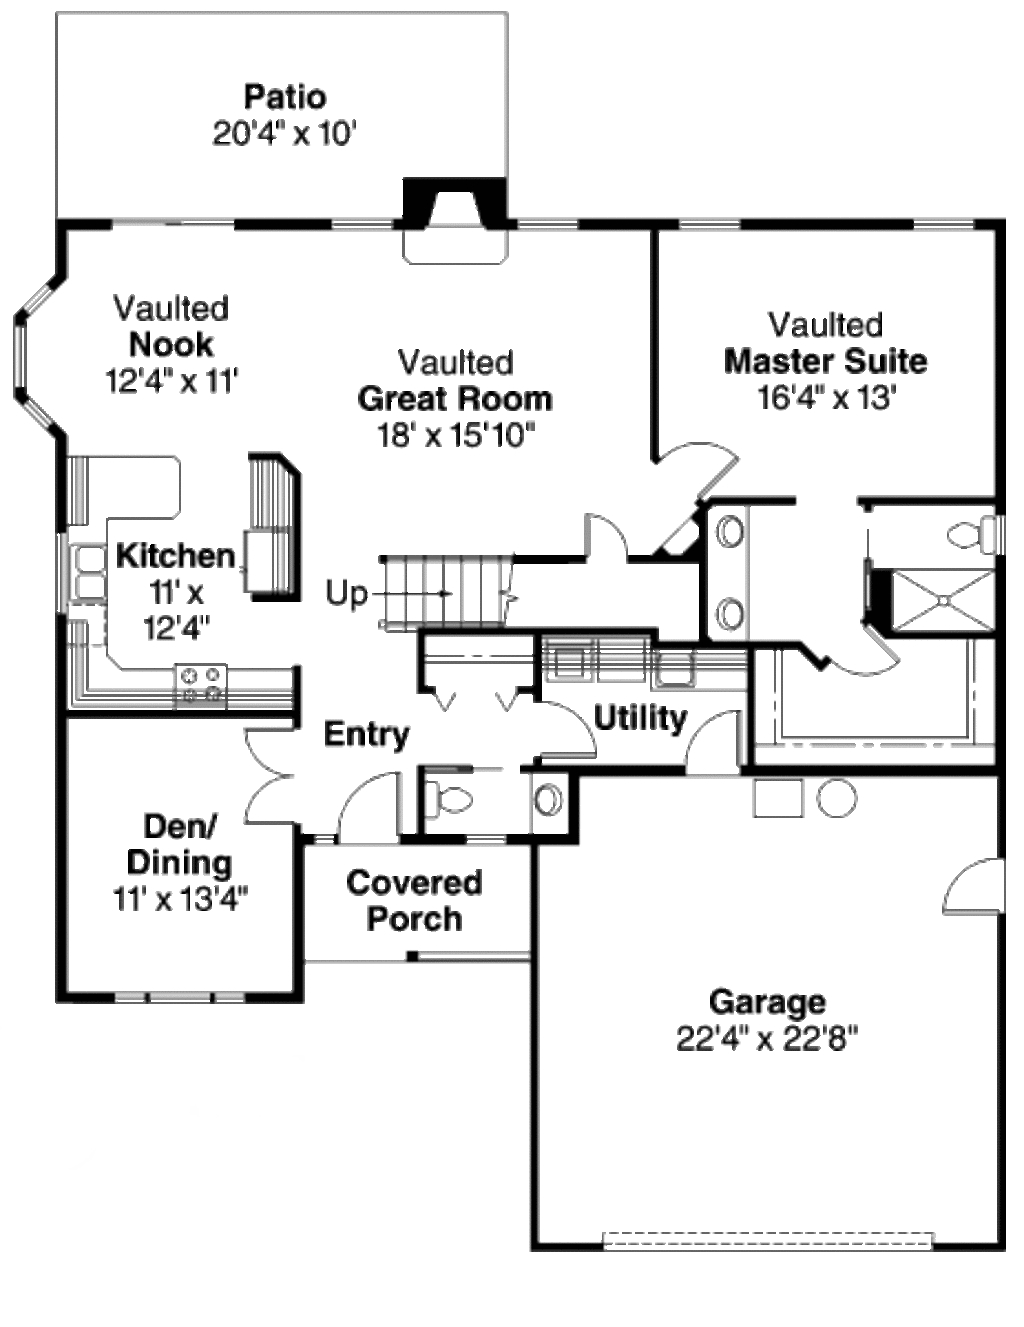 Patio
20'4" x 10'
Vaulted
Nook
12'4" x 11'
Vaulted
Great Room
18' x 15'10"
Vaulted
Master Suite
16'4" x 13'
Kitchen
11' x
12'4"
Up
Entry
Utility
Den/
Dining
11' x 13'4"
Covered
Porch
Garage
22'4" x 22'8"